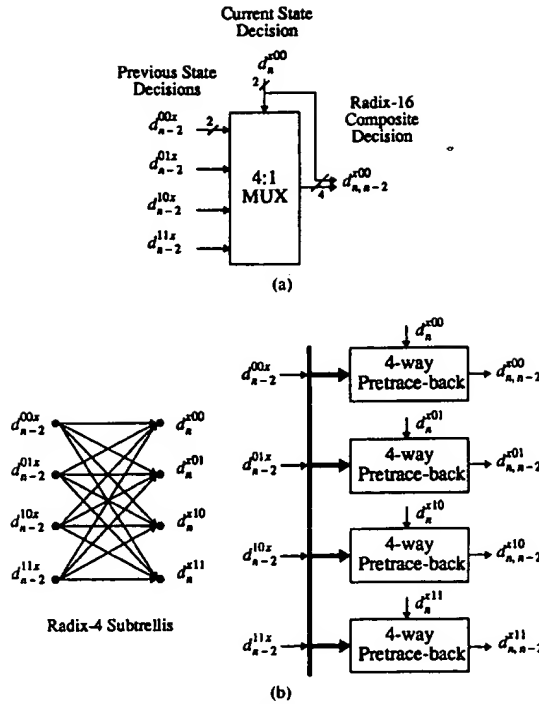 Current State
Decision
d_n^{x00}
2
Previous State
Decisions
d_{n-2}^{00x}
2
d_{n-2}^{01x}
d_{n-2}^{10x}
d_{n-2}^{11x}
4:1
MUX
Radix-16
Composite
Decision
d_{n, n-2}^{x00}
4
(a)
d_{n-2}^{00x}
d_n^{x00}
d_{n-2}^{01x}
d_n^{x01}
d_{n-2}^{10x}
d_n^{x10}
d_{n-2}^{11x}
d_n^{x11}
Radix-4 Subtrellis
d_n^{x00}
d_{n-2}^{00x}
4-way
Pretrace-back
d_{n, n-2}^{x00}
d_n^{x01}
d_{n-2}^{01x}
4-way
Pretrace-back
d_{n, n-2}^{x01}
d_n^{x10}
d_{n-2}^{10x}
4-way
Pretrace-back
d_{n, n-2}^{x10}
d_n^{x11}
d_{n-2}^{11x}
4-way
Pretrace-back
d_{n, n-2}^{x11}
(b)